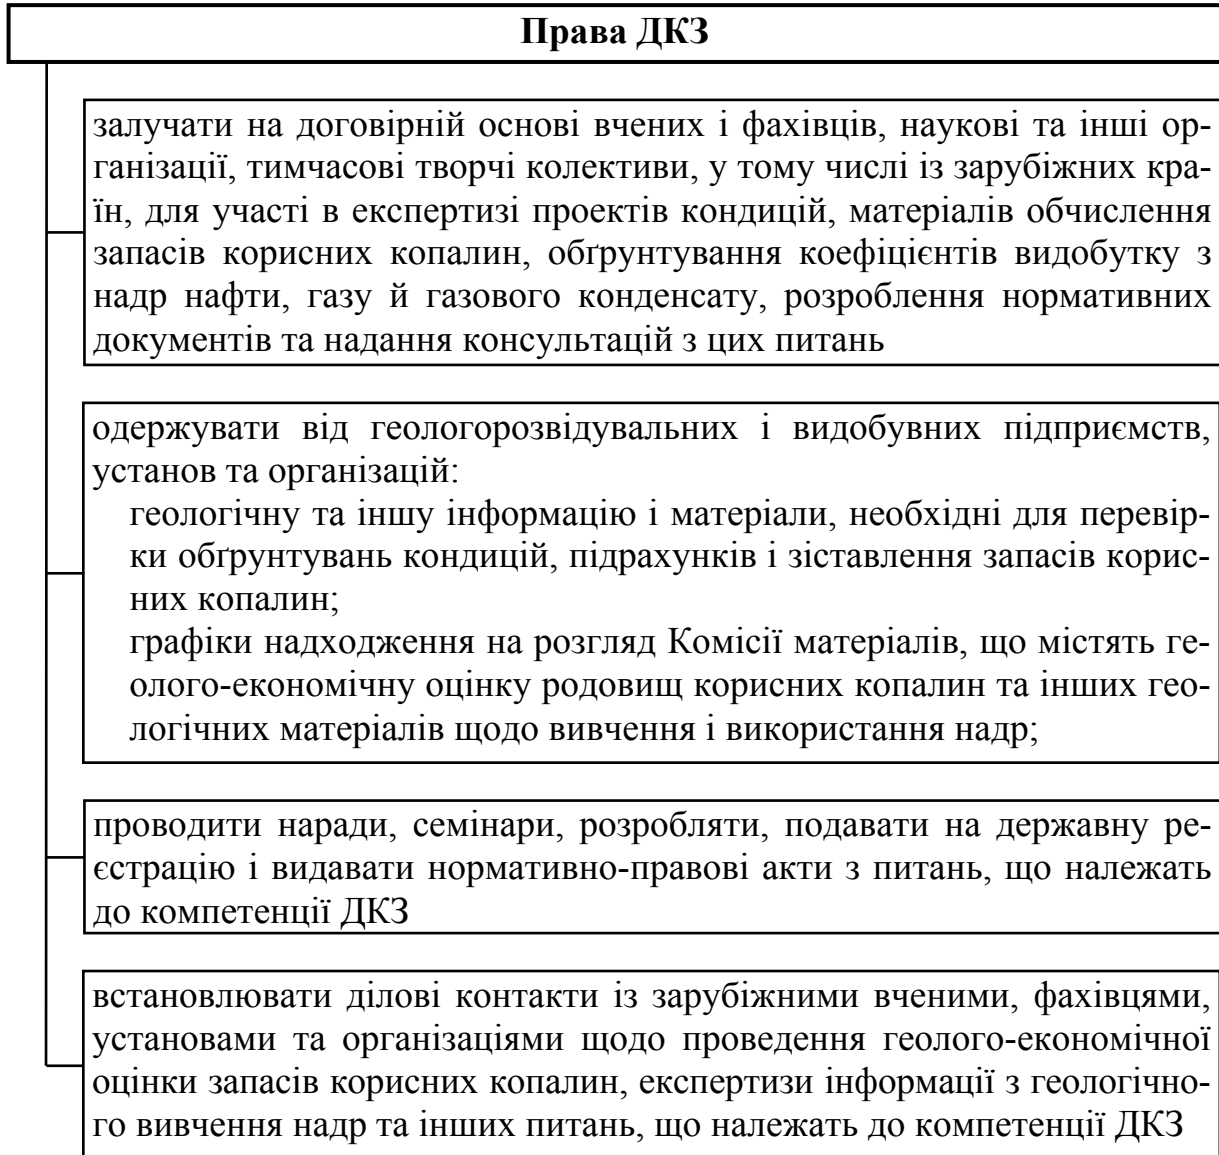 Права ДКЗ
залучати на договірній основі вчених і фахівців, наукові та інші ор-
ганізації, тимчасові творчі колективи, у тому числі із зарубіжних кра-
їн, для участі в експертизі проектів кондицій, матеріалів обчислення
запасів корисних копалин, обґрунтування коефіцієнтів видобутку з
надр нафти, газу й газового конденсату, розроблення нормативних
документів та надання консультацій з цих питань
одержувати від геологорозвідувальних і видобувних підприємств,
установ та організацій:
геологічну та іншу інформацію і матеріали, необхідні для перевір-
ки обґрунтувань кондицій, підрахунків і зіставлення запасів корис-
них копалин;
графіки надходження на розгляд Комісії матеріалів, що містять ге-
олого-економічну оцінку родовищ корисних копалин та інших гео-
логічних матеріалів щодо вивчення і використання надр;
проводити наради, семінари, розробляти, подавати на державну ре-
єстрацію і видавати нормативно-правові акти з питань, що належать
до компетенції ДКЗ
встановлювати ділові контакти із зарубіжними вченими, фахівцями,
установами та організаціями щодо проведення геолого-економічної
оцінки запасів корисних копалин, експертизи інформації з геологічно-
го вивчення надр та інших питань, що належать до компетенції ДКЗ